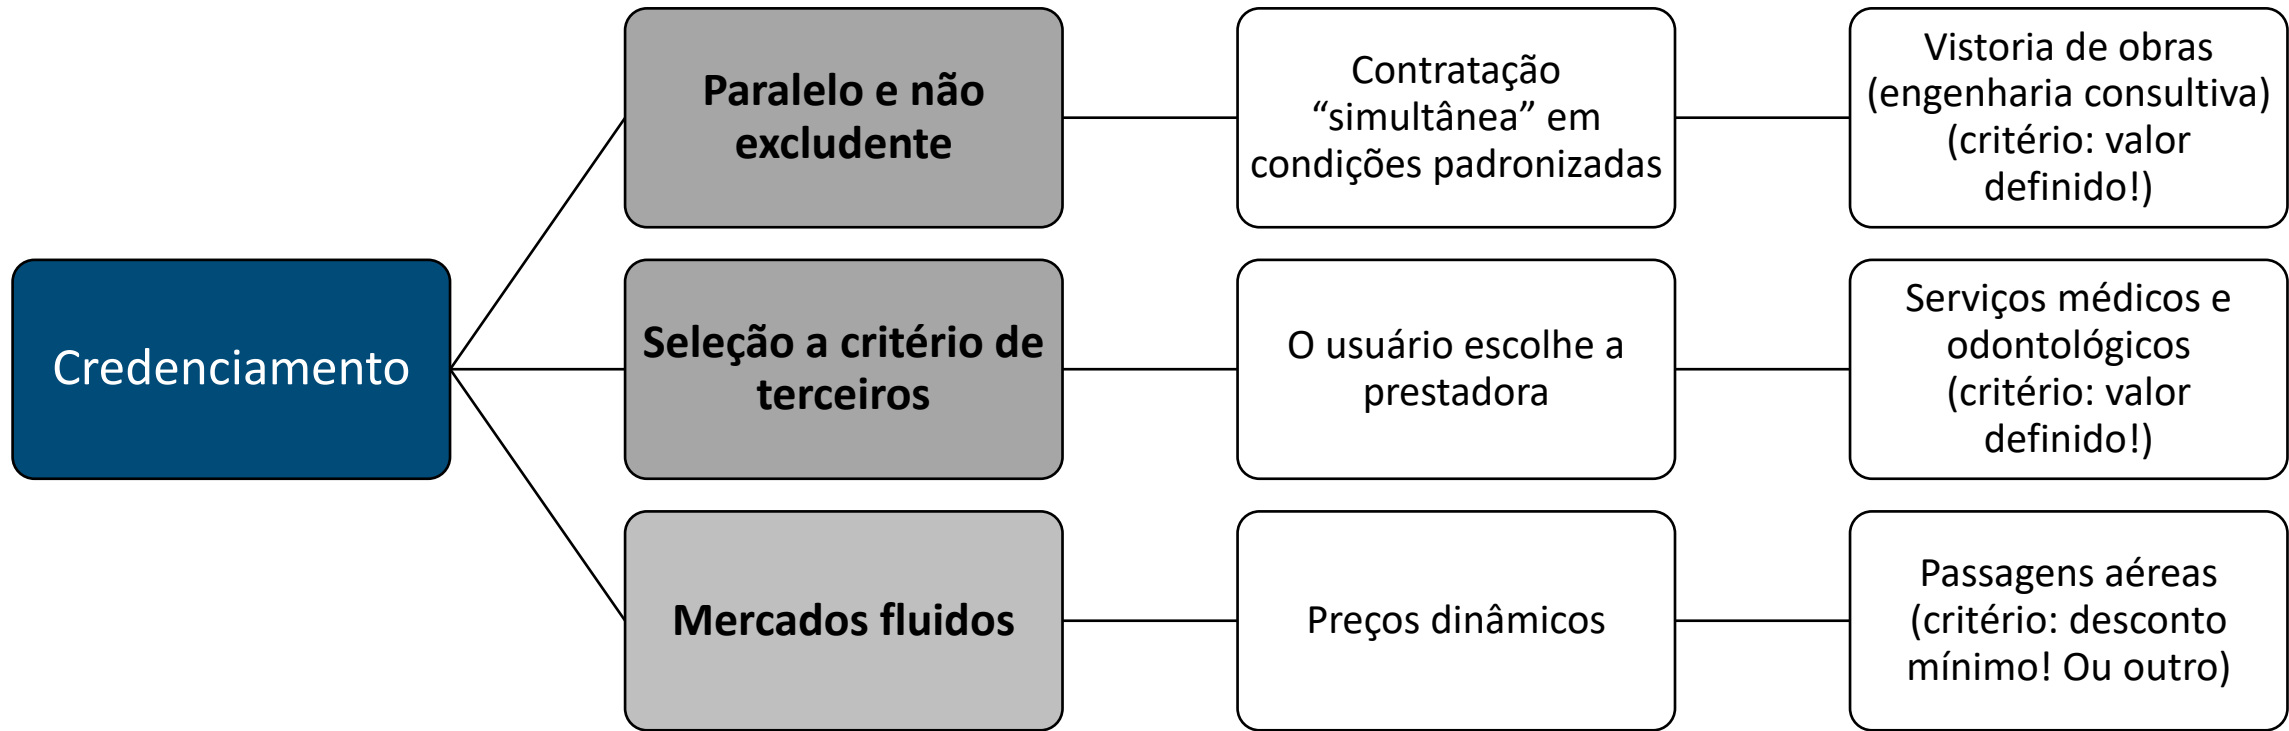 Credenciamento
Paralelo e não
excludente
Contratação
“simultânea” em
condições padronizadas
Vistoria de obras
(engenharia consultiva)
(critério: valor
definido!)
Seleção a critério de
terceiros
O usuário escolhe a
prestadora
Serviços médicos e
odontológicos
(critério: valor
definido!)
Mercados fluidos
Preços dinâmicos
Passagens aéreas
(critério: desconto
mínimo! Ou outro)